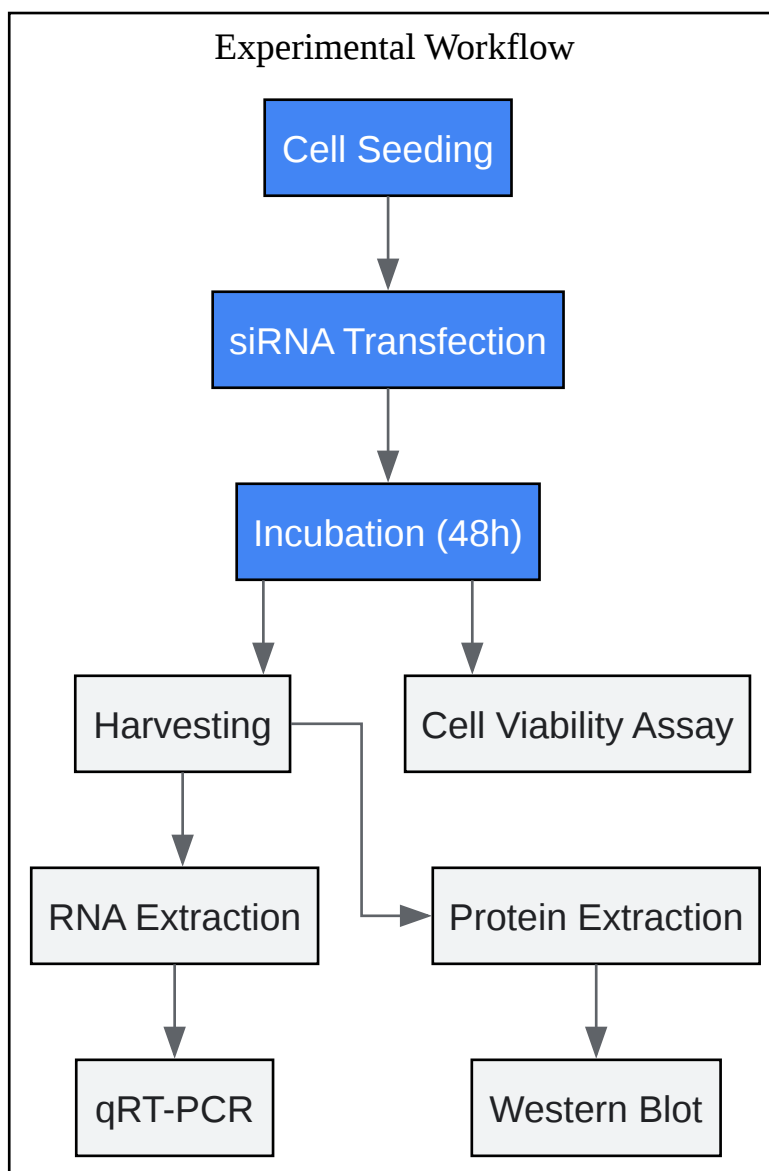 Experimental Workflow
Cell Seeding
siRNA Transfection
Incubation (48h)
Harvesting
Cell Viability Assay
RNA Extraction
Protein Extraction
qRT-PCR
Western Blot